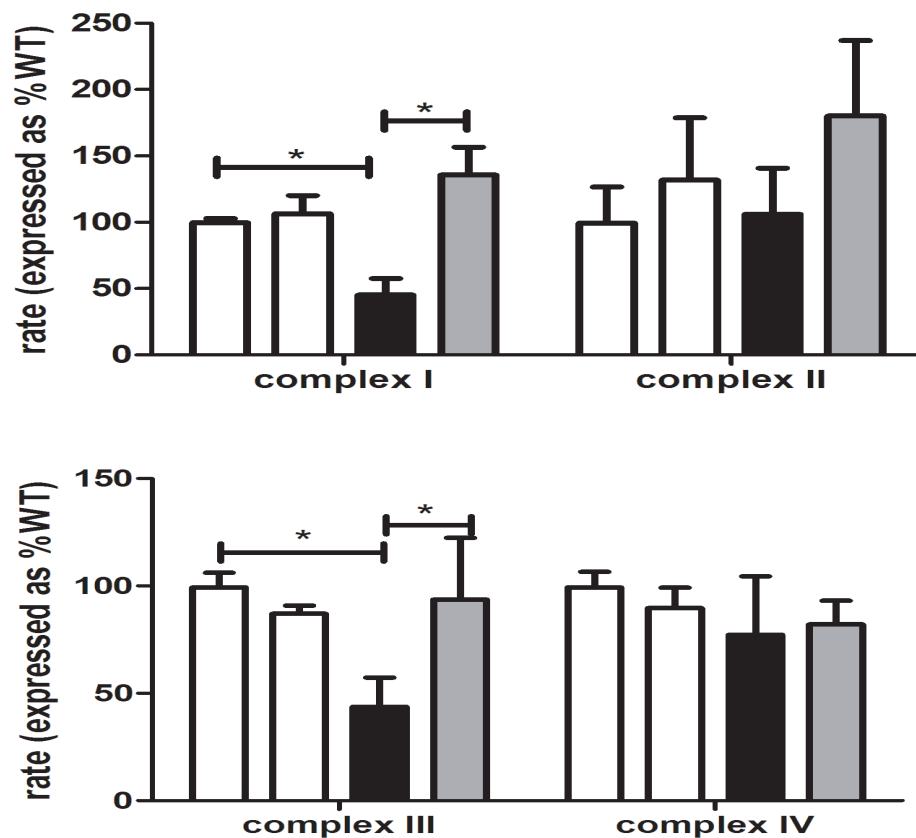 rate (expressed as %WT)
250
200
150
100
50
0
*
*
complex I
complex II
rate (expressed as %WT)
150
100
50
0
*
*
complex III
complex IV